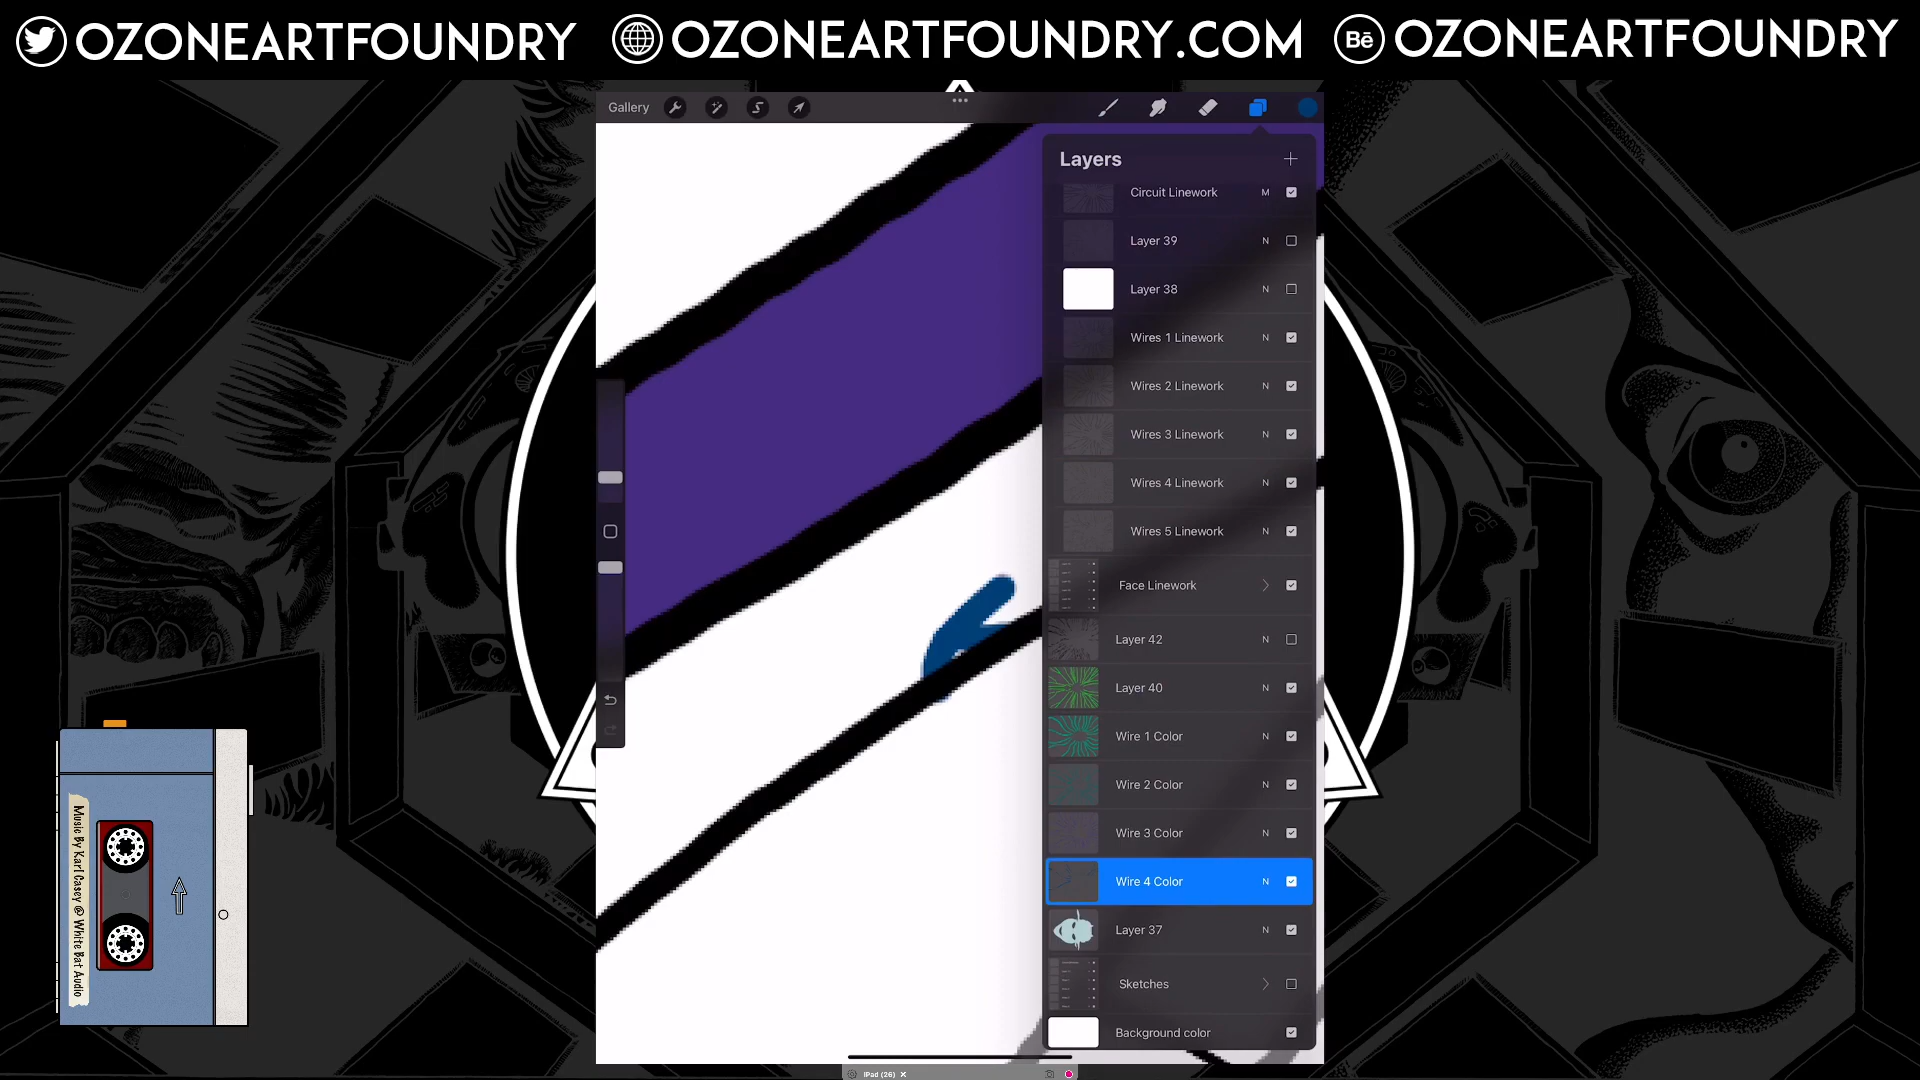 OZONEARTFOUNDRY
OZONEARTFOUNDRY.COM
Bē OZONEARTFOUNDRY
Gallery
Layers
Circuit Linework M
Layer 39 N
Layer 38 N
Wires 1 Linework N
Wires 2 Linework N
Wires 3 Linework N
Wires 4 Linework N
Wires 5 Linework N
Face Linework
Layer 42 N
Layer 40 N
Wire 1 Color N
Wire 2 Color N
Wire 3 Color N
Wire 4 Color N
Layer 37 N
Sketches
Background color
Music By Karl Casey @ White Bat Audio
iPad (26)